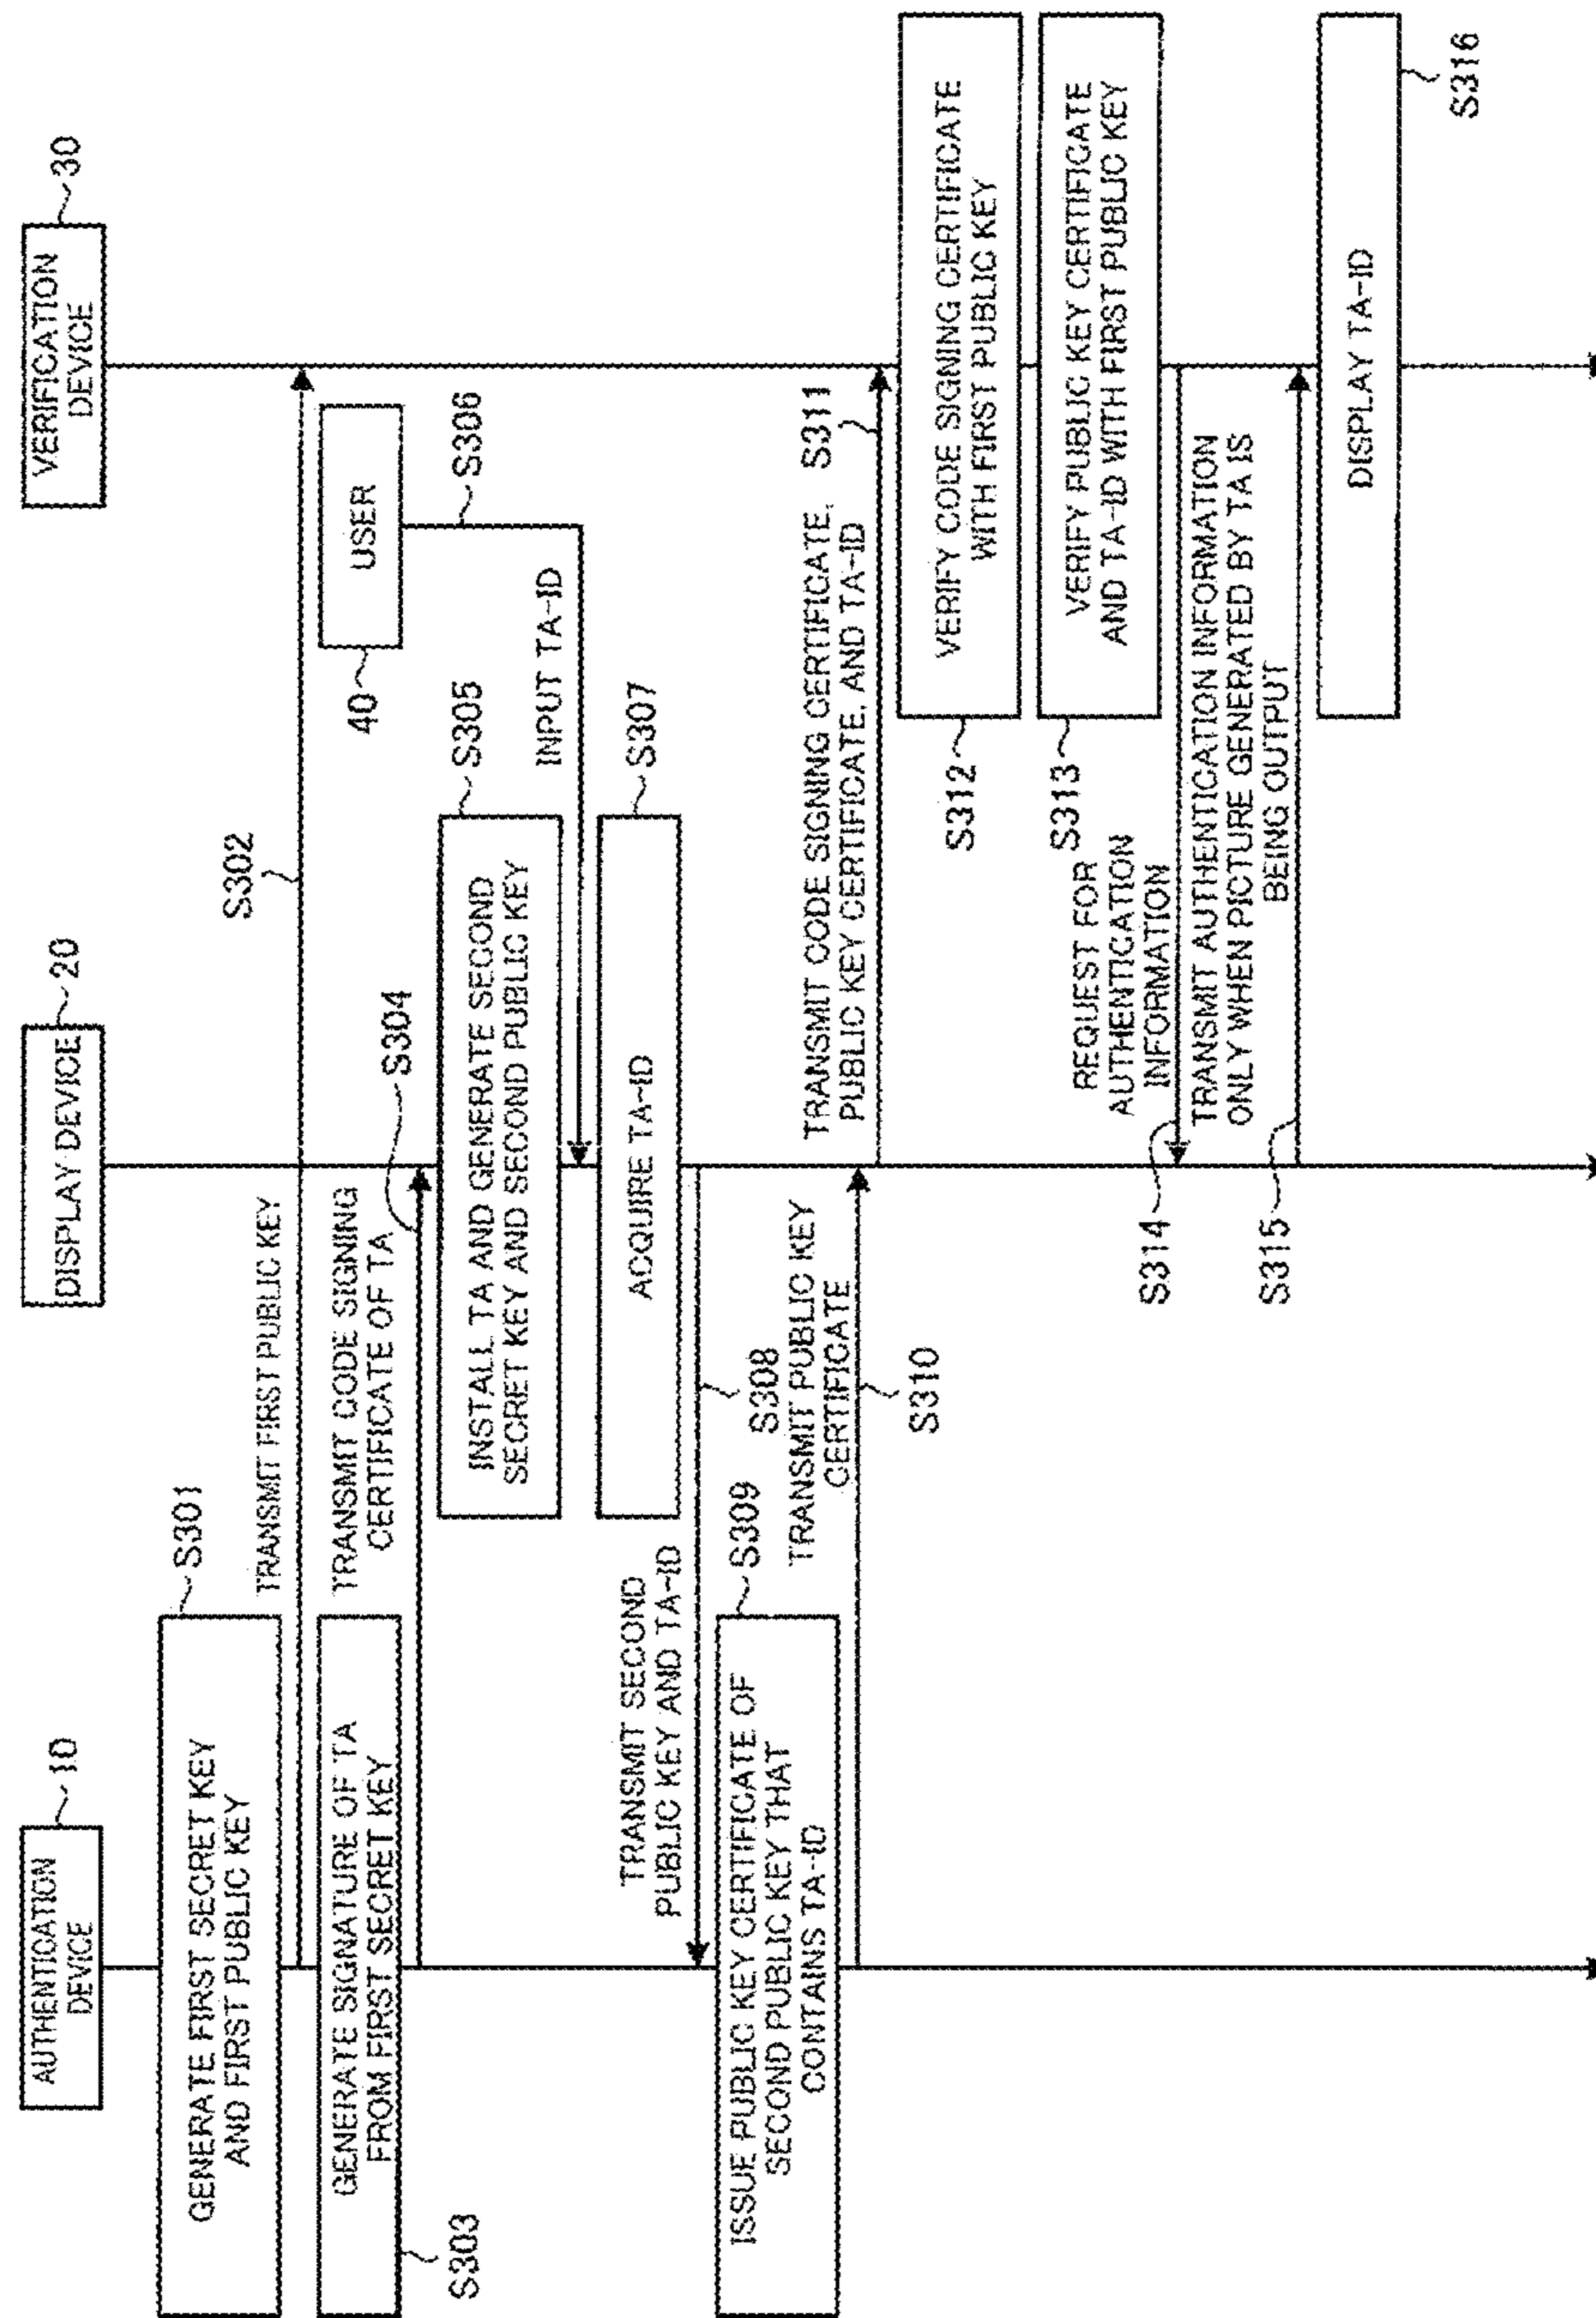 AUTHENTICATION
DEVICE
10
DISPLAY DEVICE
20
VERIFICATION
DEVICE
30
GENERATE FIRST SECRET KEY
AND FIRST PUBLIC KEY
S301
TRANSMIT FIRST PUBLIC KEY
S302
GENERATE SIGNATURE OF TA
FROM FIRST SECRET KEY
S303
TRANSMIT CODE SIGNING
CERTIFICATE OF TA
S304
USER
40
S306
INPUT TA-ID
INSTALL TA AND GENERATE SECOND
SECRET KEY AND SECOND PUBLIC KEY
S305
ACQUIRE TA-ID
S307
TRANSMIT SECOND
PUBLIC KEY AND TA-ID
S308
ISSUE PUBLIC KEY CERTIFICATE OF
SECOND PUBLIC KEY THAT
CONTAINS TA-ID
S309
TRANSMIT PUBLIC KEY
CERTIFICATE
S310
TRANSMIT CODE SIGNING CERTIFICATE,
PUBLIC KEY CERTIFICATE, AND TA-ID
S311
VERIFY CODE SIGNING CERTIFICATE
WITH FIRST PUBLIC KEY
S312
VERIFY PUBLIC KEY CERTIFICATE
AND TA-ID WITH FIRST PUBLIC KEY
S313
REQUEST FOR
AUTHENTICATION
INFORMATION
S314
TRANSMIT AUTHENTICATION INFORMATION
ONLY WHEN PICTURE GENERATED BY TA IS
BEING OUTPUT
S315
DISPLAY TA-ID
S316